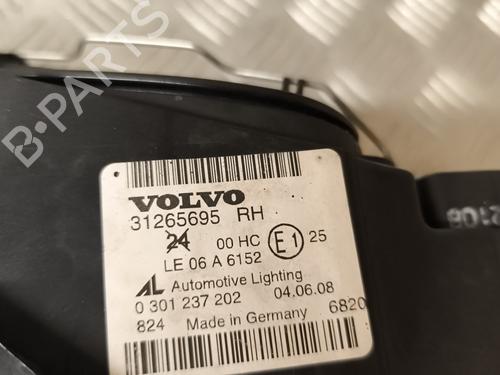 B-PARTS
VOLVO
31265695 RH
24 00 HC E1 25
LE 06 A 6152
AL Automotive Lighting
0 301 237 202 04.06.08
824 Made in Germany 6820